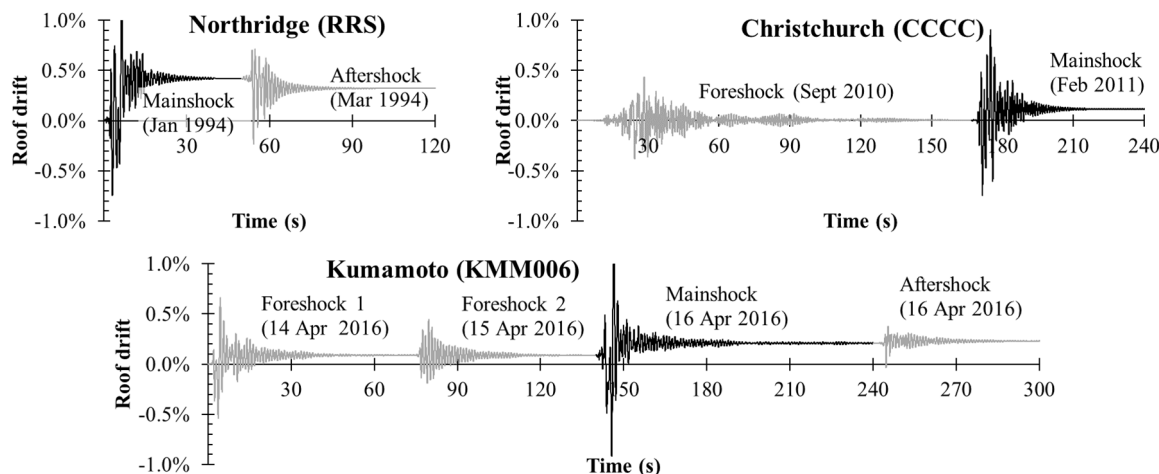 Northridge (RRS)
1.0%
0.5%
0.0%
-0.5%
-1.0%
Roof drift
Mainshock
(Jan 1994)
Aftershock
(Mar 1994)
30
60
90
120
Time (s)
Christchurch (CCCC)
1.0%
0.5%
0.0%
-0.5%
-1.0%
Roof drift
Foreshock (Sept 2010)
Mainshock
(Feb 2011)
30
60
90
120
150
180
210
240
Time (s)
Kumamoto (KMM006)
1.0%
0.5%
0.0%
-0.5%
-1.0%
Roof drift
Foreshock 1
(14 Apr 2016)
Foreshock 2
(15 Apr 2016)
Mainshock
(16 Apr 2016)
Aftershock
(16 Apr 2016)
30
60
90
120
150
180
210
240
270
300
Time (s)